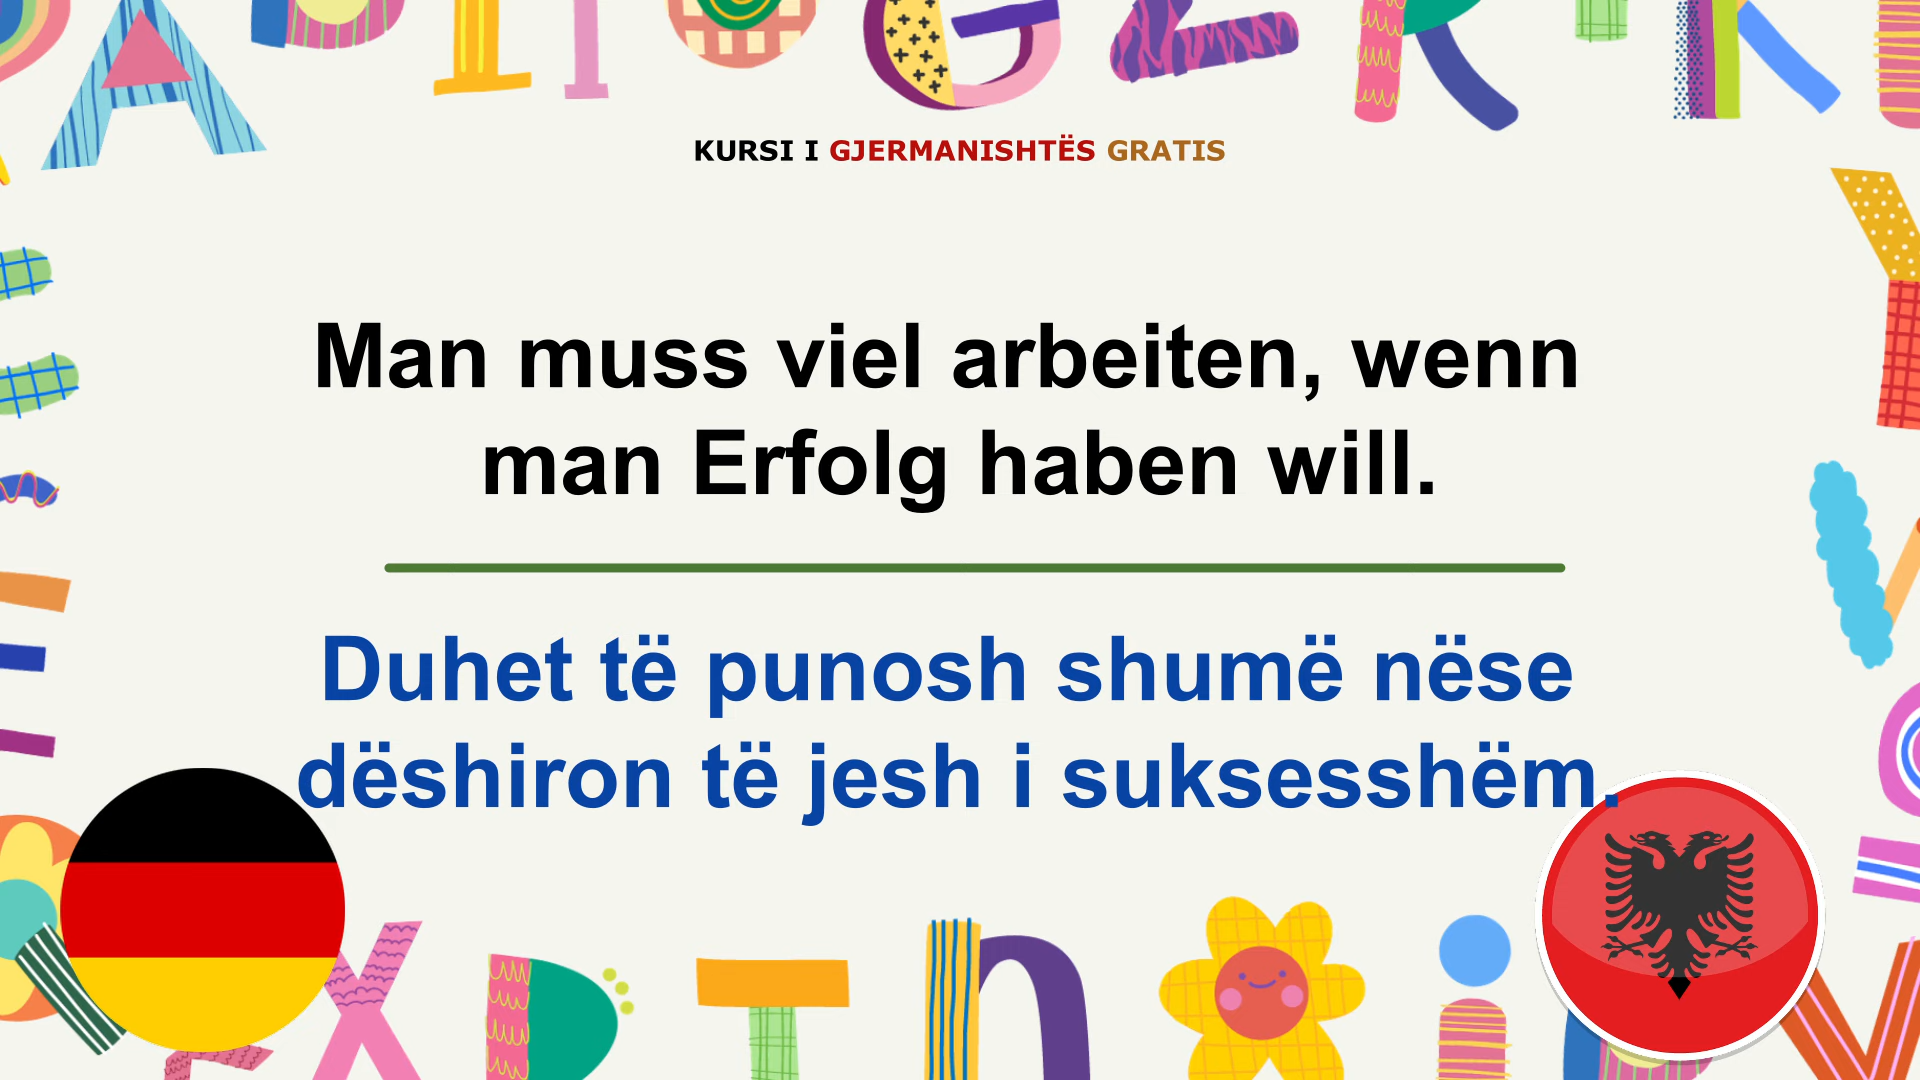 KURSI I GJERMANISHTËS GRATIS
Man muss viel arbeiten, wenn
man Erfolg haben will.
Duhet të punosh shumë nëse
dëshiron të jesh i suksesshëm.